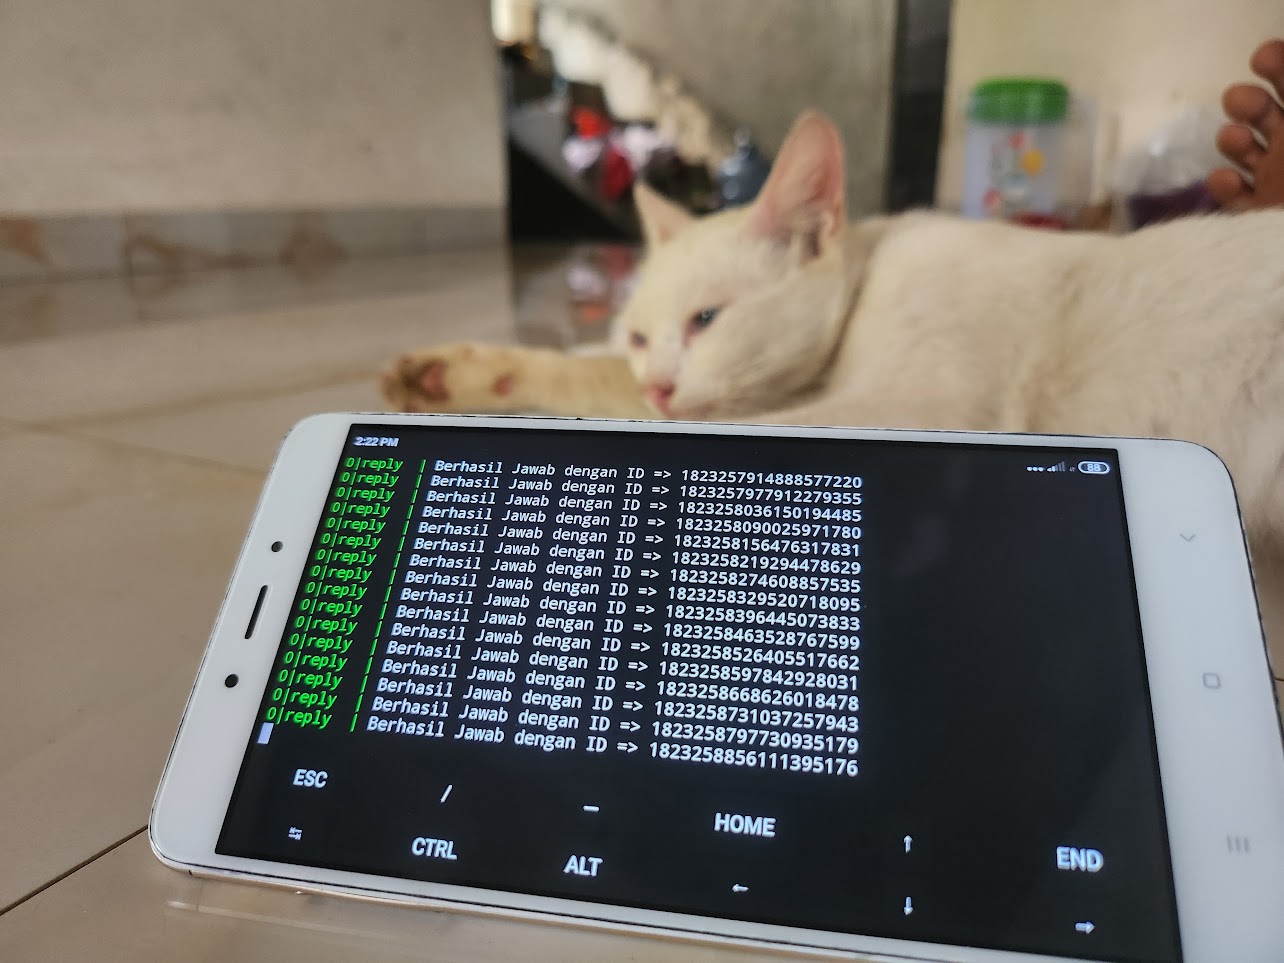 2:22 PM
88
0|reply | Berhasil Jawab dengan ID => 1823257914888577220
0|reply | Berhasil Jawab dengan ID => 1823257977912279355
0|reply | Berhasil Jawab dengan ID => 1823258036150194485
0|reply | Berhasil Jawab dengan ID => 1823258090025971780
0|reply | Berhasil Jawab dengan ID => 1823258156476317831
0|reply | Berhasil Jawab dengan ID => 1823258219294478629
0|reply | Berhasil Jawab dengan ID => 1823258274608857535
0|reply | Berhasil Jawab dengan ID => 1823258329520718095
0|reply | Berhasil Jawab dengan ID => 1823258396445073833
0|reply | Berhasil Jawab dengan ID => 1823258463528767599
0|reply | Berhasil Jawab dengan ID => 1823258526405517662
0|reply | Berhasil Jawab dengan ID => 1823258597842928031
0|reply | Berhasil Jawab dengan ID => 1823258668626018478
0|reply | Berhasil Jawab dengan ID => 1823258731037257943
0|reply | Berhasil Jawab dengan ID => 1823258797730935179
0|reply | Berhasil Jawab dengan ID => 1823258856111395176
ESC / — HOME ↑ END
↹ CTRL ALT ← ↓ →